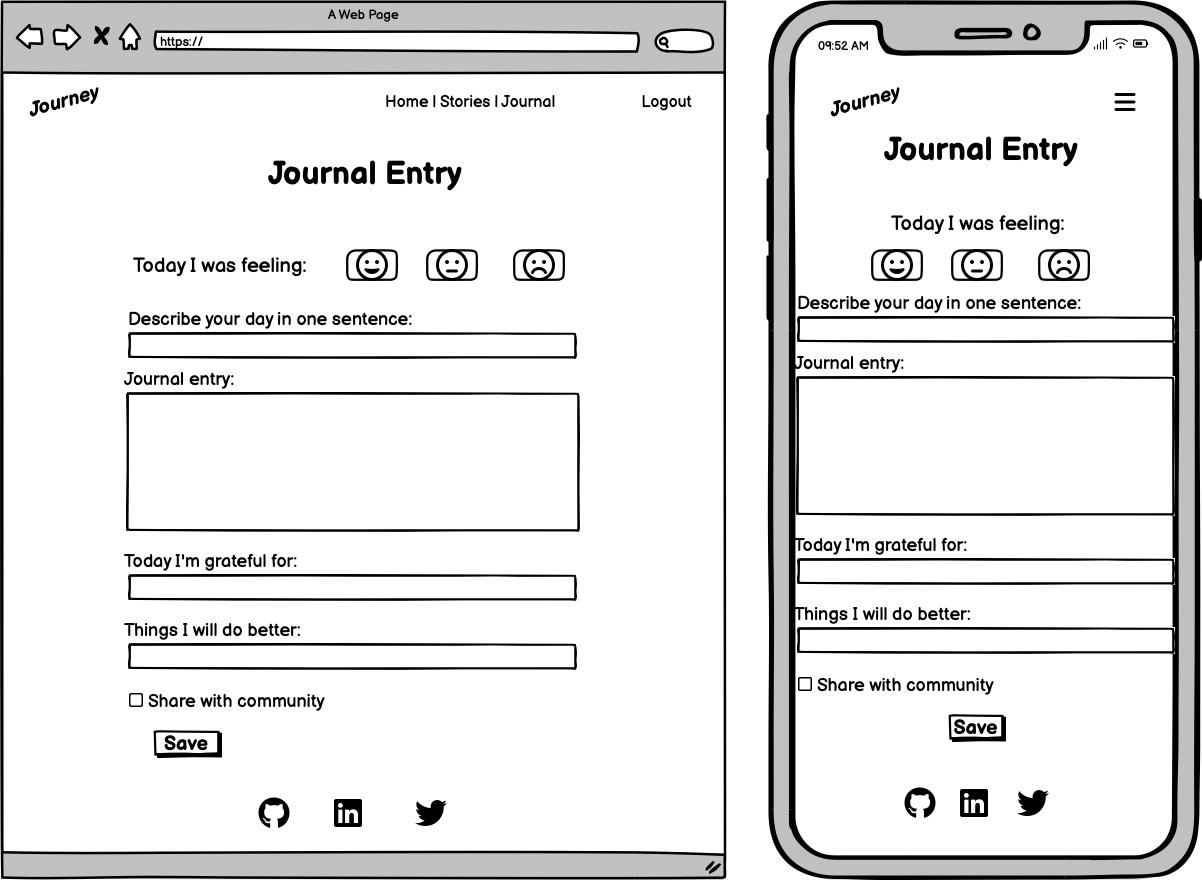 A Web Page
https://
Journey
Home | Stories | Journal
Logout
Journal Entry
Today I was feeling:
Describe your day in one sentence:
Journal entry:
Today I'm grateful for:
Things I will do better:
Share with community
Save
in
09:52 AM
Journey
Journal Entry
Today I was feeling:
Describe your day in one sentence:
Journal entry:
Today I'm grateful for:
Things I will do better:
Share with community
Save
in